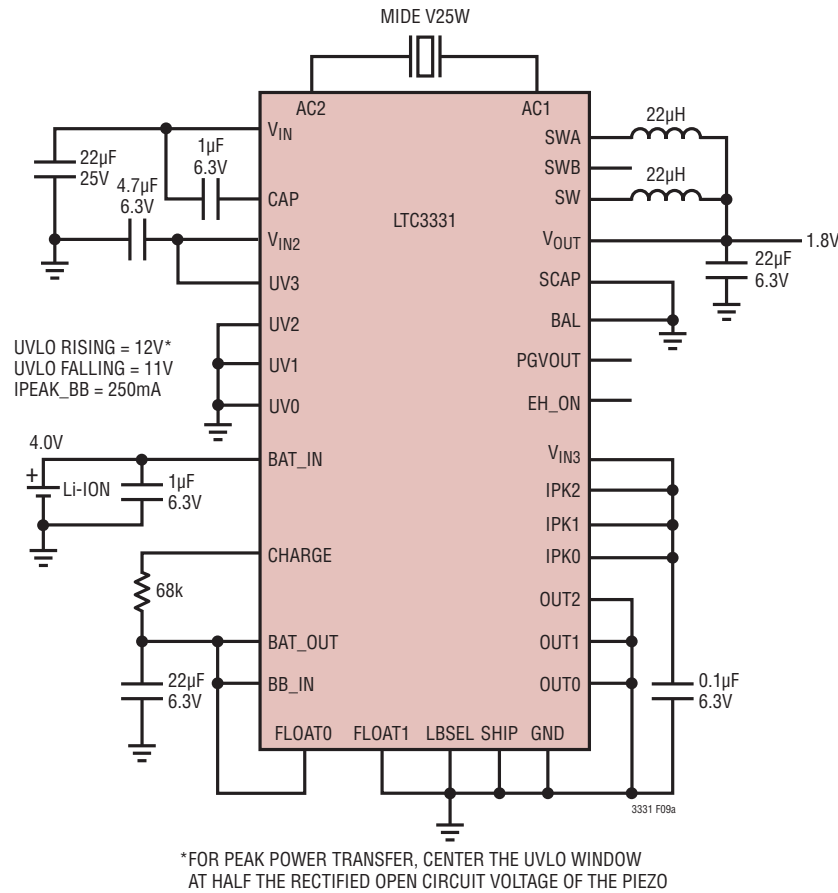 MIDE V25W
AC2
AC1
VIN
CAP
VIN2
UV3
UV2
UV1
UV0
BAT_IN
CHARGE
BAT_OUT
BB_IN
FLOAT0
FLOAT1
LBSEL
SHIP
GND
LTC3331
SWA
SWB
SW
VOUT
SCAP
BAL
PGVOUT
EH_ON
VIN3
IPK2
IPK1
IPK0
OUT2
OUT1
OUT0
22µF
25V
1µF
6.3V
4.7µF
6.3V
UVLO RISING = 12V*
UVLO FALLING = 11V
IPEAK_BB = 250mA
4.0V
+
Li-ION
1µF
6.3V
68k
22µF
6.3V
22µH
22µH
1.8V
22µF
6.3V
0.1µF
6.3V
3331 F09a
*FOR PEAK POWER TRANSFER, CENTER THE UVLO WINDOW
AT HALF THE RECTIFIED OPEN CIRCUIT VOLTAGE OF THE PIEZO